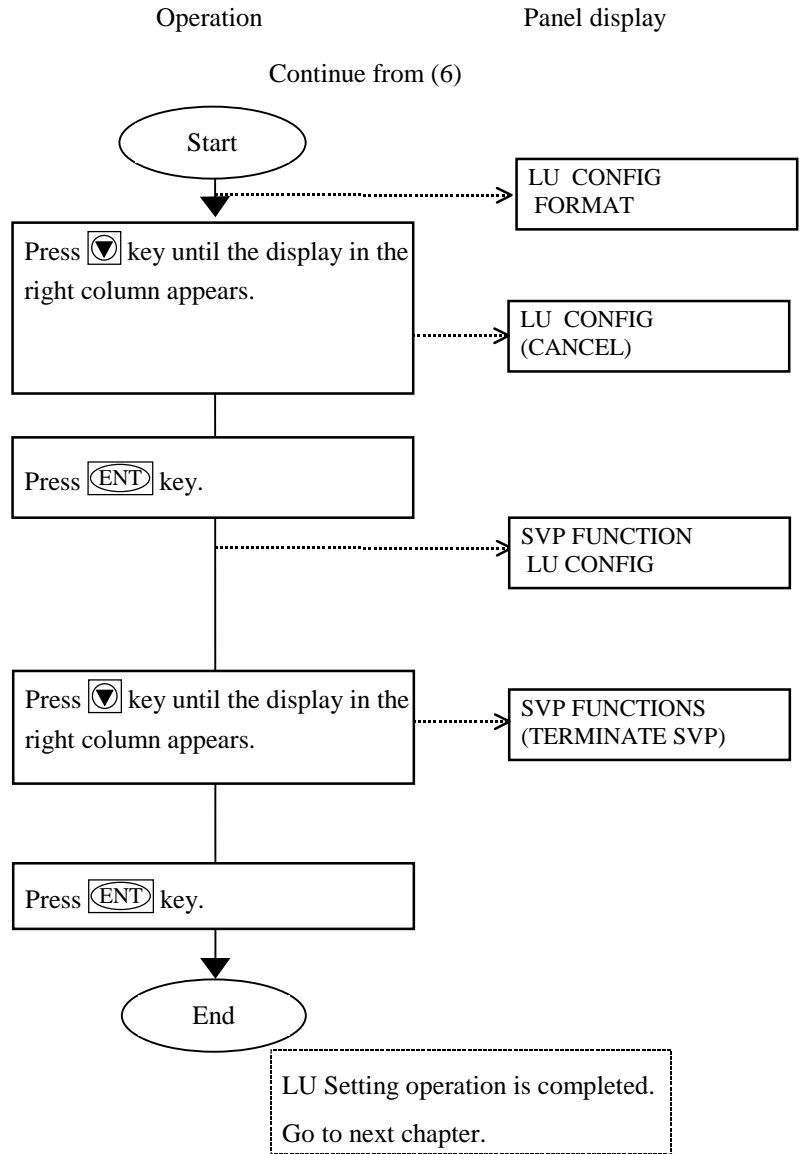 Operation Panel display
Continue from (6)
Start
LU CONFIG
FORMAT
Press ▼ key until the display in the
right column appears.
LU CONFIG
(CANCEL)
Press ENT key.
SVP FUNCTION
LU CONFIG
Press ▼ key until the display in the
right column appears.
SVP FUNCTIONS
(TERMINATE SVP)
Press ENT key.
End
LU Setting operation is completed.
Go to next chapter.